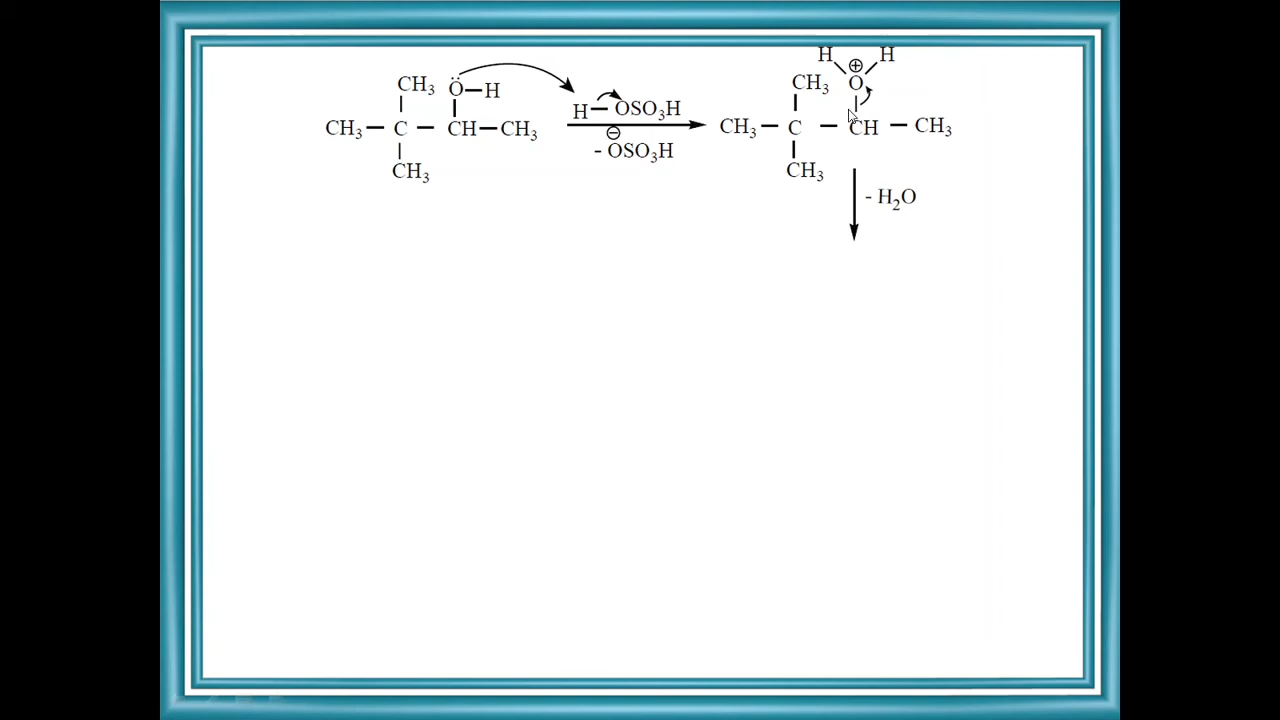 H H
⊕
CH₃ Ö—H CH₃ O
H—OSO₃H
CH₃—C—CH—CH₃ CH₃—C—CH—CH₃
⊖
- OSO₃H
CH₃ CH₃
- H₂O